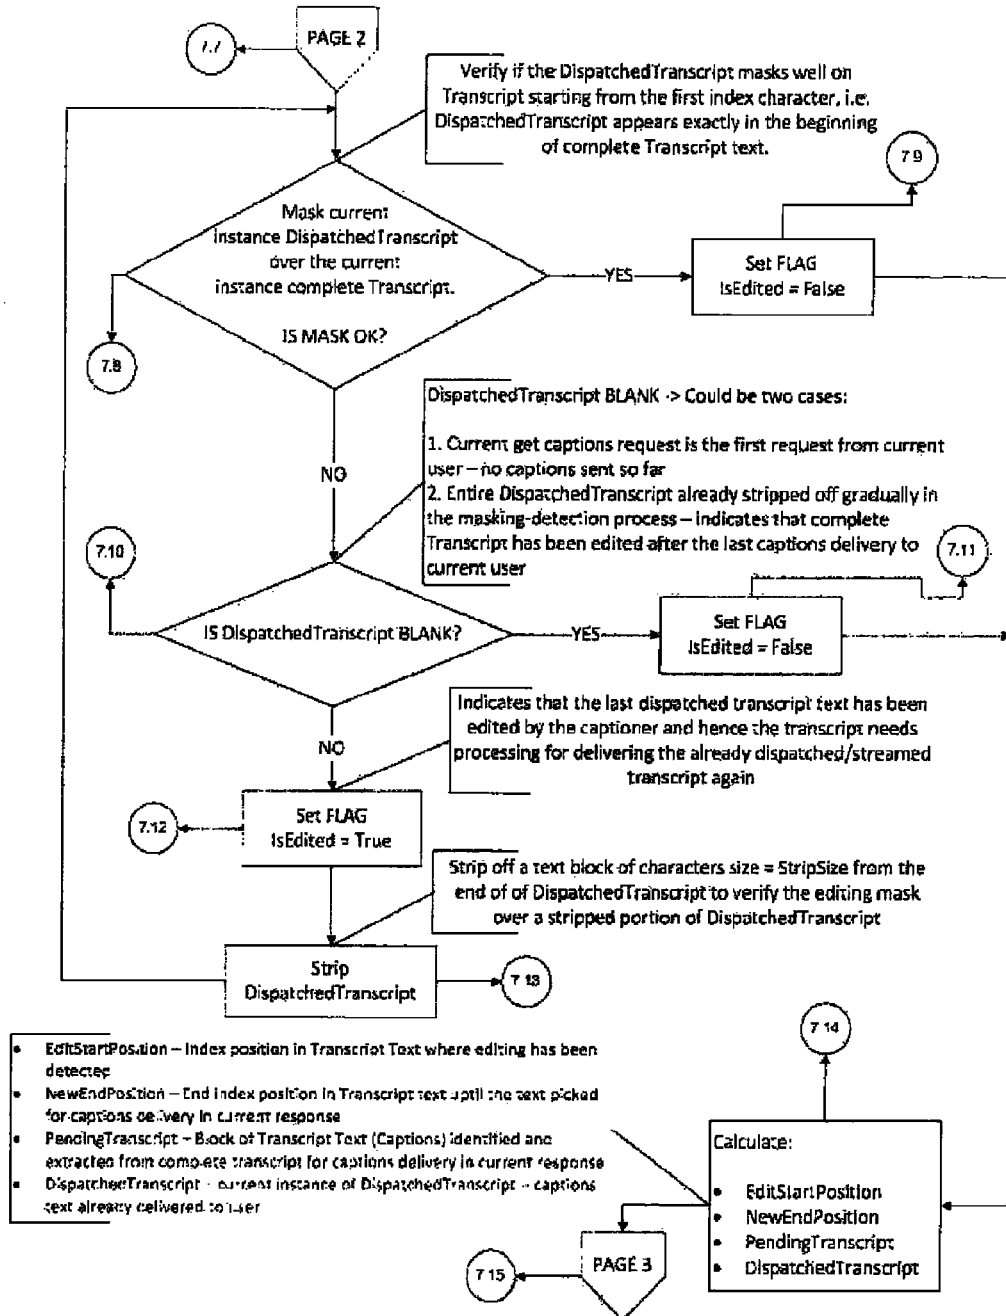 7.7
PAGE 2
Verify if the DispatchedTranscript masks well on
Transcript starting from the first index character, i.e.
DispatchedTranscript appears exactly in the beginning
of complete Transcript text.
7.9
Mask current
instance DispatchedTranscript
over the current
instance complete Transcript.
IS MASK OK?
YES
Set FLAG
IsEdited = False
7.8
NO
DispatchedTranscript BLANK -> Could be two cases:
1. Current get captions request is the first request from current
user – no captions sent so far
2. Entire DispatchedTranscript already stripped off gradually in
the masking-detection process – indicates that complete
Transcript has been edited after the last captions delivery to
current user
7.10
7.11
IS DispatchedTranscript BLANK?
YES
Set FLAG
IsEdited = False
NO
Indicates that the last dispatched transcript text has been
edited by the captioner and hence the transcript needs
processing for delivering the already dispatched/streamed
transcript again
7.12
Set FLAG
IsEdited = True
Strip off a text block of characters size = StripSize from the
end of of DispatchedTranscript to verify the editing mask
over a stripped portion of DispatchedTranscript
Strip
DispatchedTranscript
7.13
7.14
• EditStartPosition – Index position in Transcript Text where editing has been
detected
• NewEndPosition – End index position in Transcript text uptil the text picked
for captions delivery in current response
• PendingTranscript – Block of Transcript Text (Captions) identified and
extracted from complete transcript for captions delivery in current response
• DispatchedTranscript - current instance of DispatchedTranscript – captions
text already delivered to user
Calculate:
• EditStartPosition
• NewEndPosition
• PendingTranscript
• DispatchedTranscript
PAGE 3
7.15